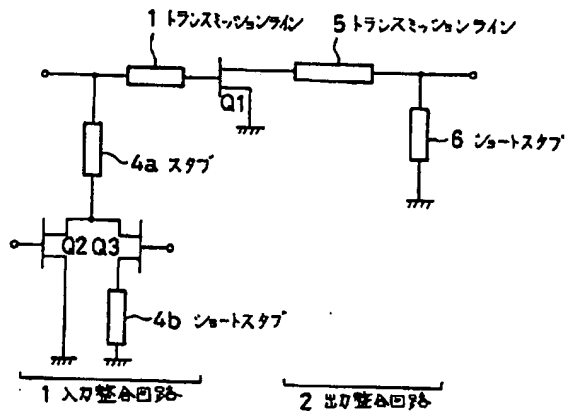 1 トランスミッションライン
5 トランスミッションライン
Q1
6 ショートスタブ
4a スタブ
Q2 Q3
4b ショートスタブ
1 入力整合回路
2 出力整合回路